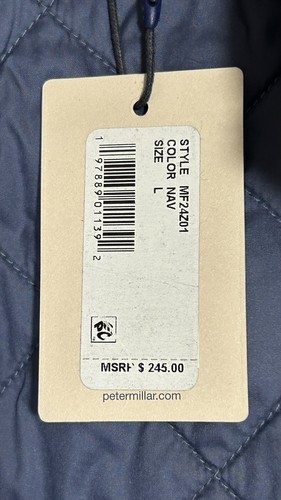 STYLE MF24Z01
COLOR NAV
SIZE L
1 97889 01139 2
MSRP $ 245.00
petermillar.com